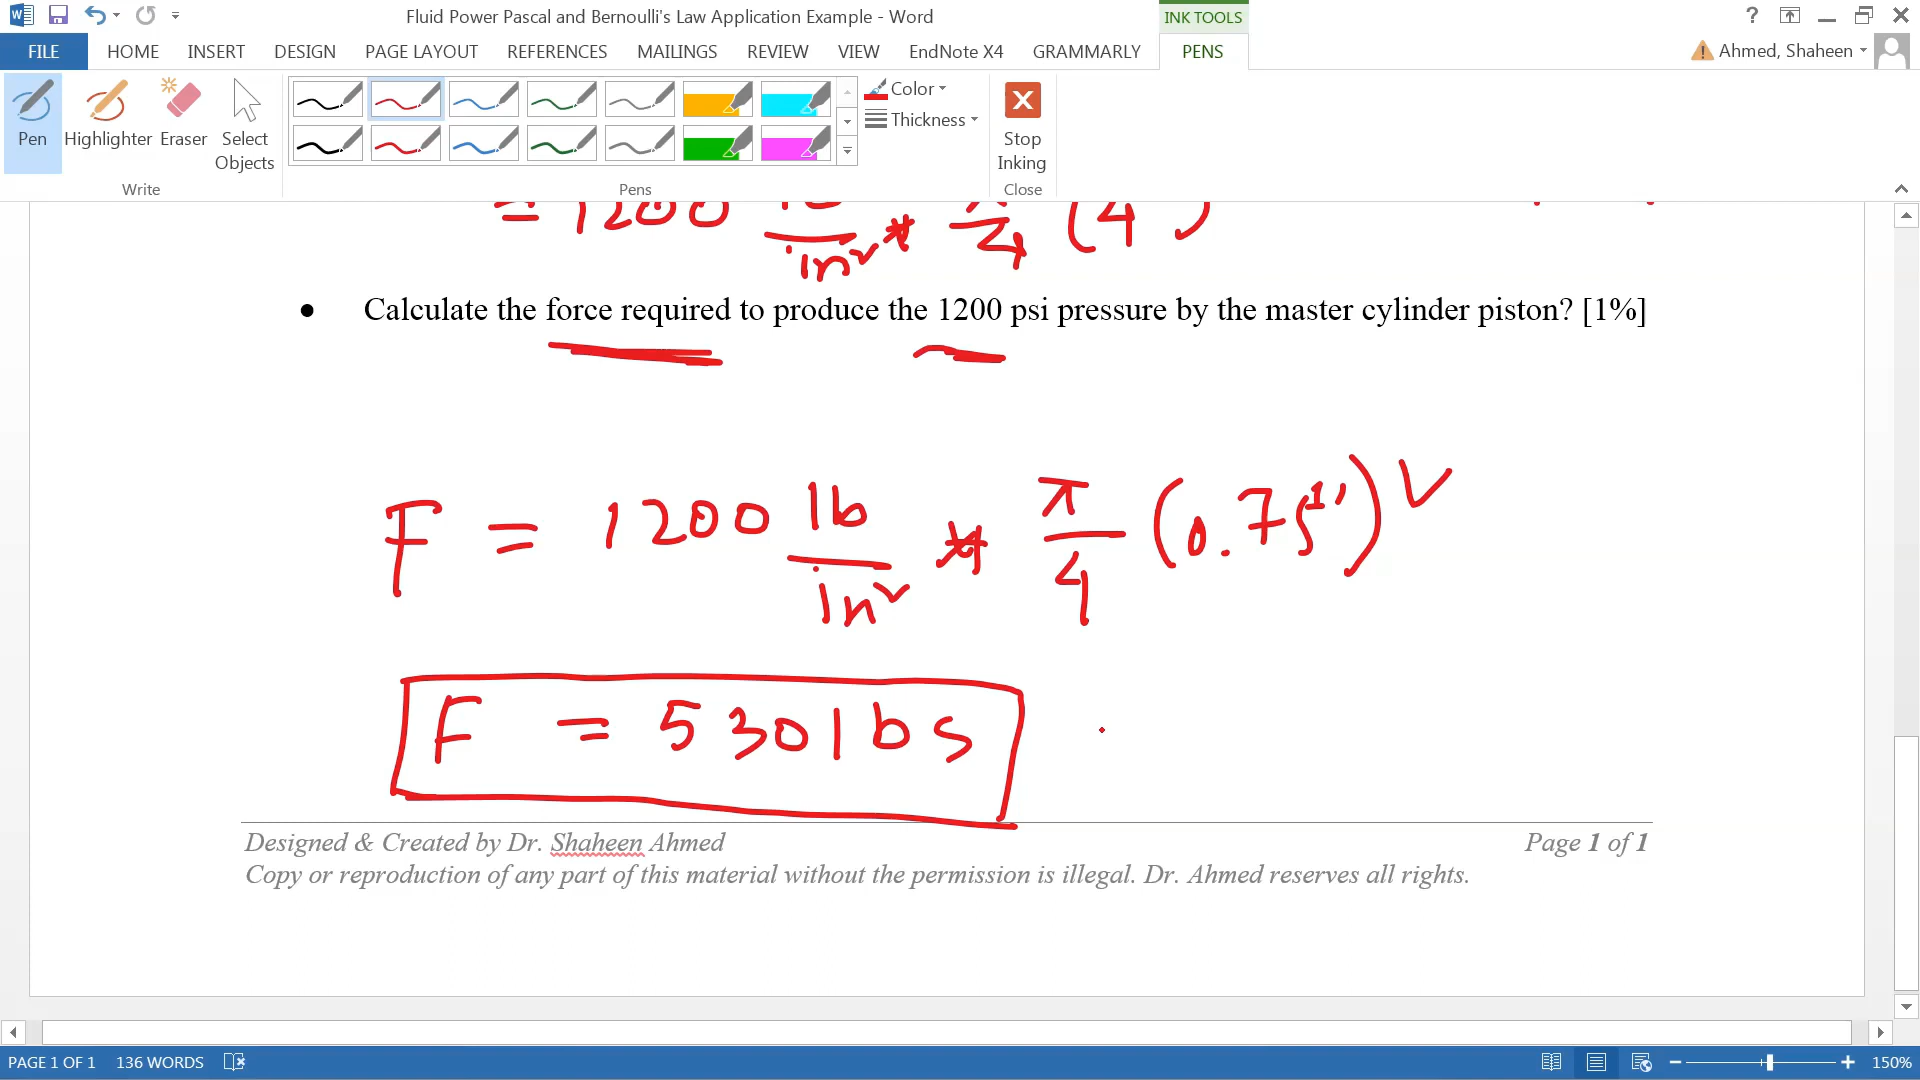 Fluid Power Pascal and Bernoulli's Law Application Example - Word
INK TOOLS
?
FILE HOME INSERT DESIGN PAGE LAYOUT REFERENCES MAILINGS REVIEW VIEW EndNote X4 GRAMMARLY PENS
Ahmed, Shaheen
Pen Highlighter Eraser Select Objects
Color
Thickness
Stop Inking
Write Pens Close
= 1200 lb/in² * π/4 (4")
• Calculate the force required to produce the 1200 psi pressure by the master cylinder piston? [1%]
F = 1200 lb/in² * π/4 (0.75")²
F = 530 lbs
Designed & Created by Dr. Shaheen Ahmed Page 1 of 1
Copy or reproduction of any part of this material without the permission is illegal. Dr. Ahmed reserves all rights.
PAGE 1 OF 1 136 WORDS 150%